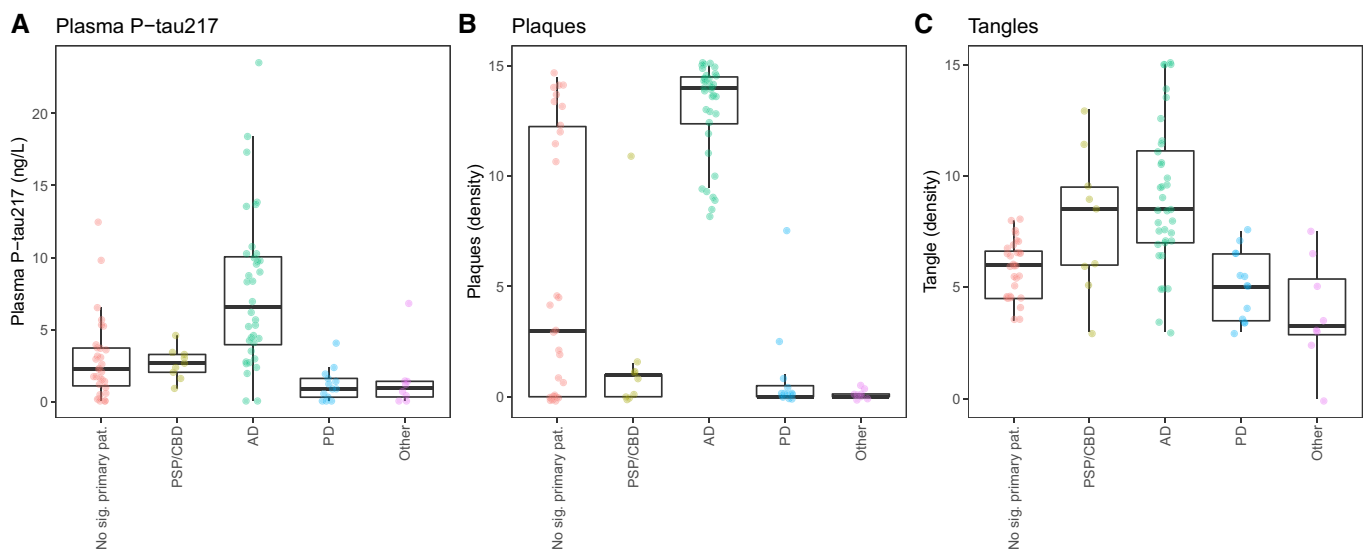 A Plasma P−tau217
Plasma P−tau217 (ng/L)
20
15
10
5
0
No sig. primary pat.
PSP/CBD
AD
PD
Other
B Plaques
Plaques (density)
15
10
5
0
No sig. primary pat.
PSP/CBD
AD
PD
Other
C Tangles
Tangle (density)
15
10
5
0
No sig. primary pat.
PSP/CBD
AD
PD
Other